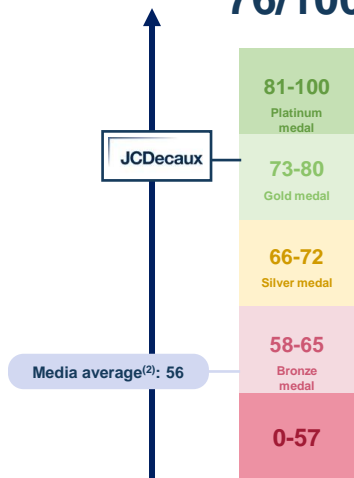 76/100
81-100
Platinum
medal
JCDecaux
73-80
Gold medal
66-72
Silver medal
58-65
Bronze
medal
Media average(2): 56
0-57